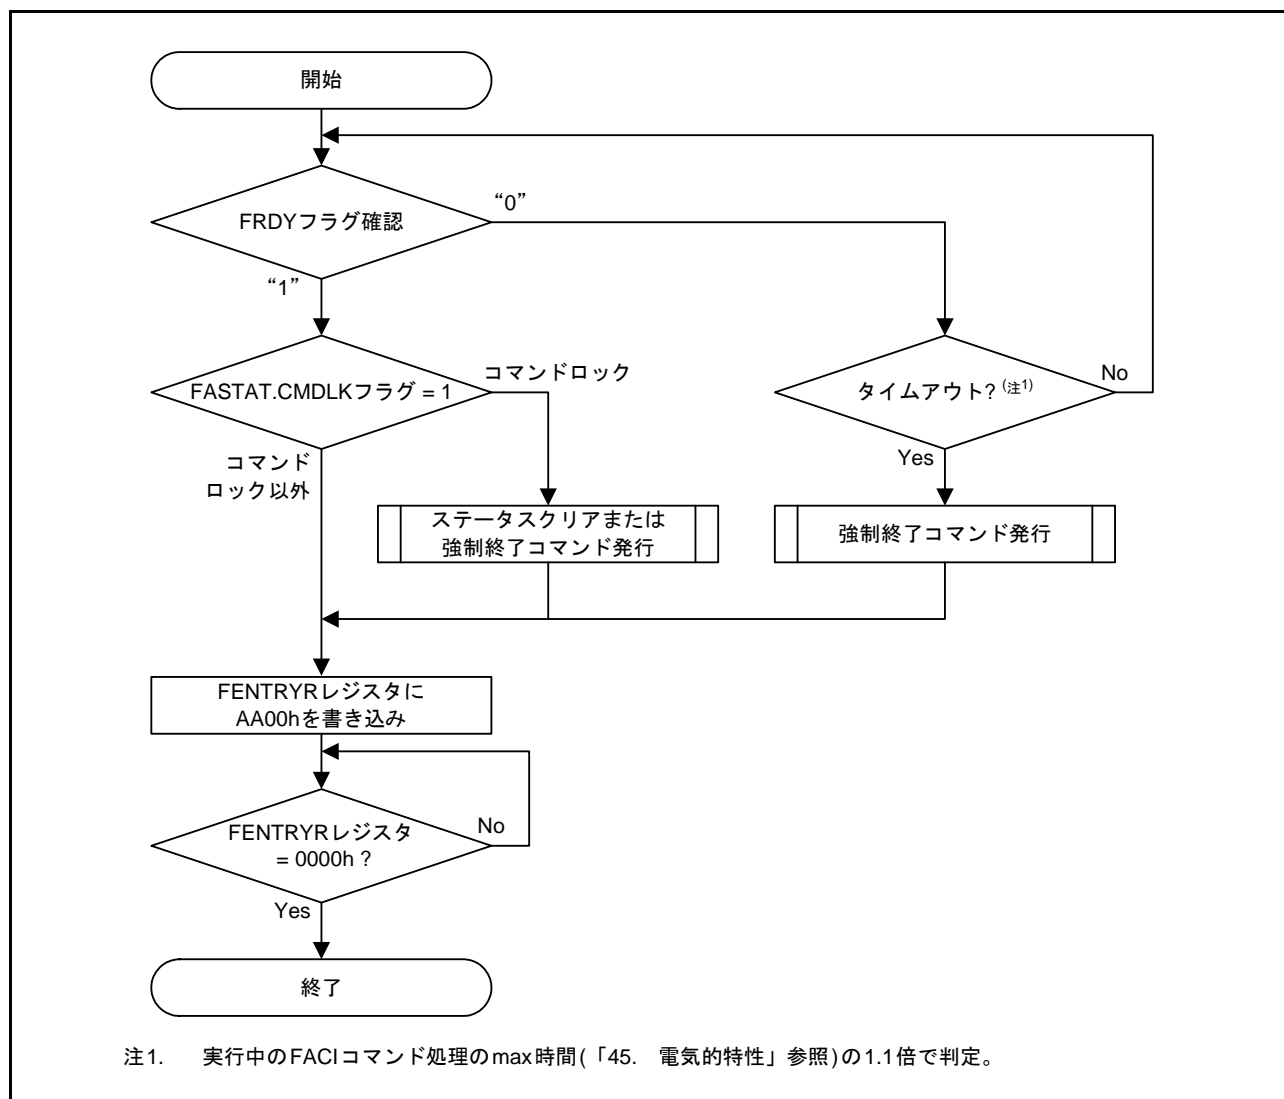 開始
FRDYフラグ確認
“0”
“1”
FASTAT.CMDLKフラグ = 1
コマンドロック
コマンド
ロック以外
タイムアウト? (注1)
No
Yes
ステータスクリアまたは
強制終了コマンド発行
強制終了コマンド発行
FENTRYRレジスタに
AA00hを書き込み
FENTRYRレジスタ
= 0000h ?
No
Yes
終了
注1. 実行中のFACIコマンド処理のmax時間(「45. 電気的特性」参照)の1.1倍で判定。